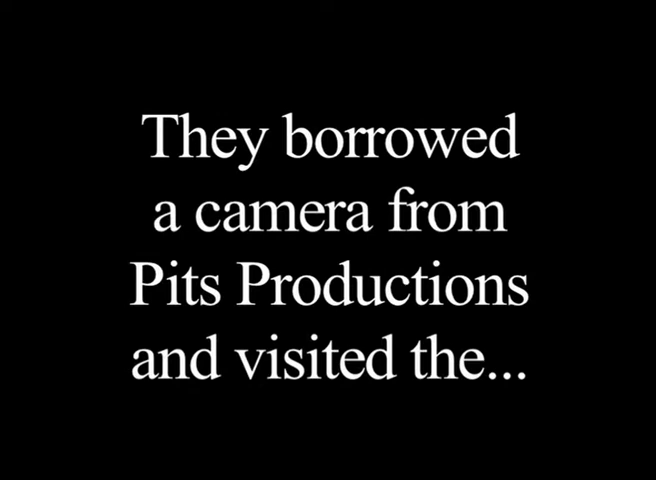 They borrowed
a camera from
Pits Productions
and visited the...